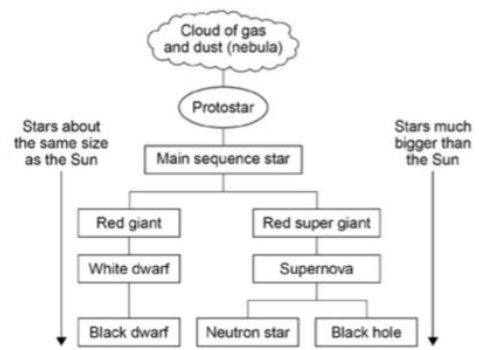 Cloud of gas
and dust (nebula)
Protostar
Stars about
the same size
as the Sun
Stars much
bigger than
the Sun
Main sequence star
Red giant
Red super giant
White dwarf
Supernova
Black dwarf
Neutron star
Black hole